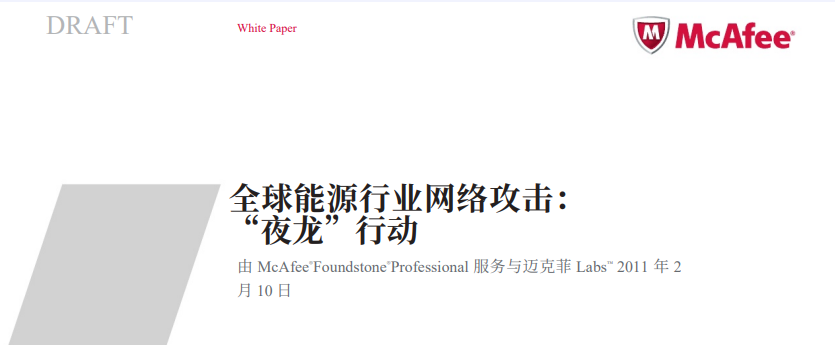 DRAFT
White Paper
McAfee®
全球能源行业网络攻击：
“夜龙”行动
由 McAfee®Foundstone®Professional 服务与迈克菲 Labs™ 2011 年 2
月 10 日